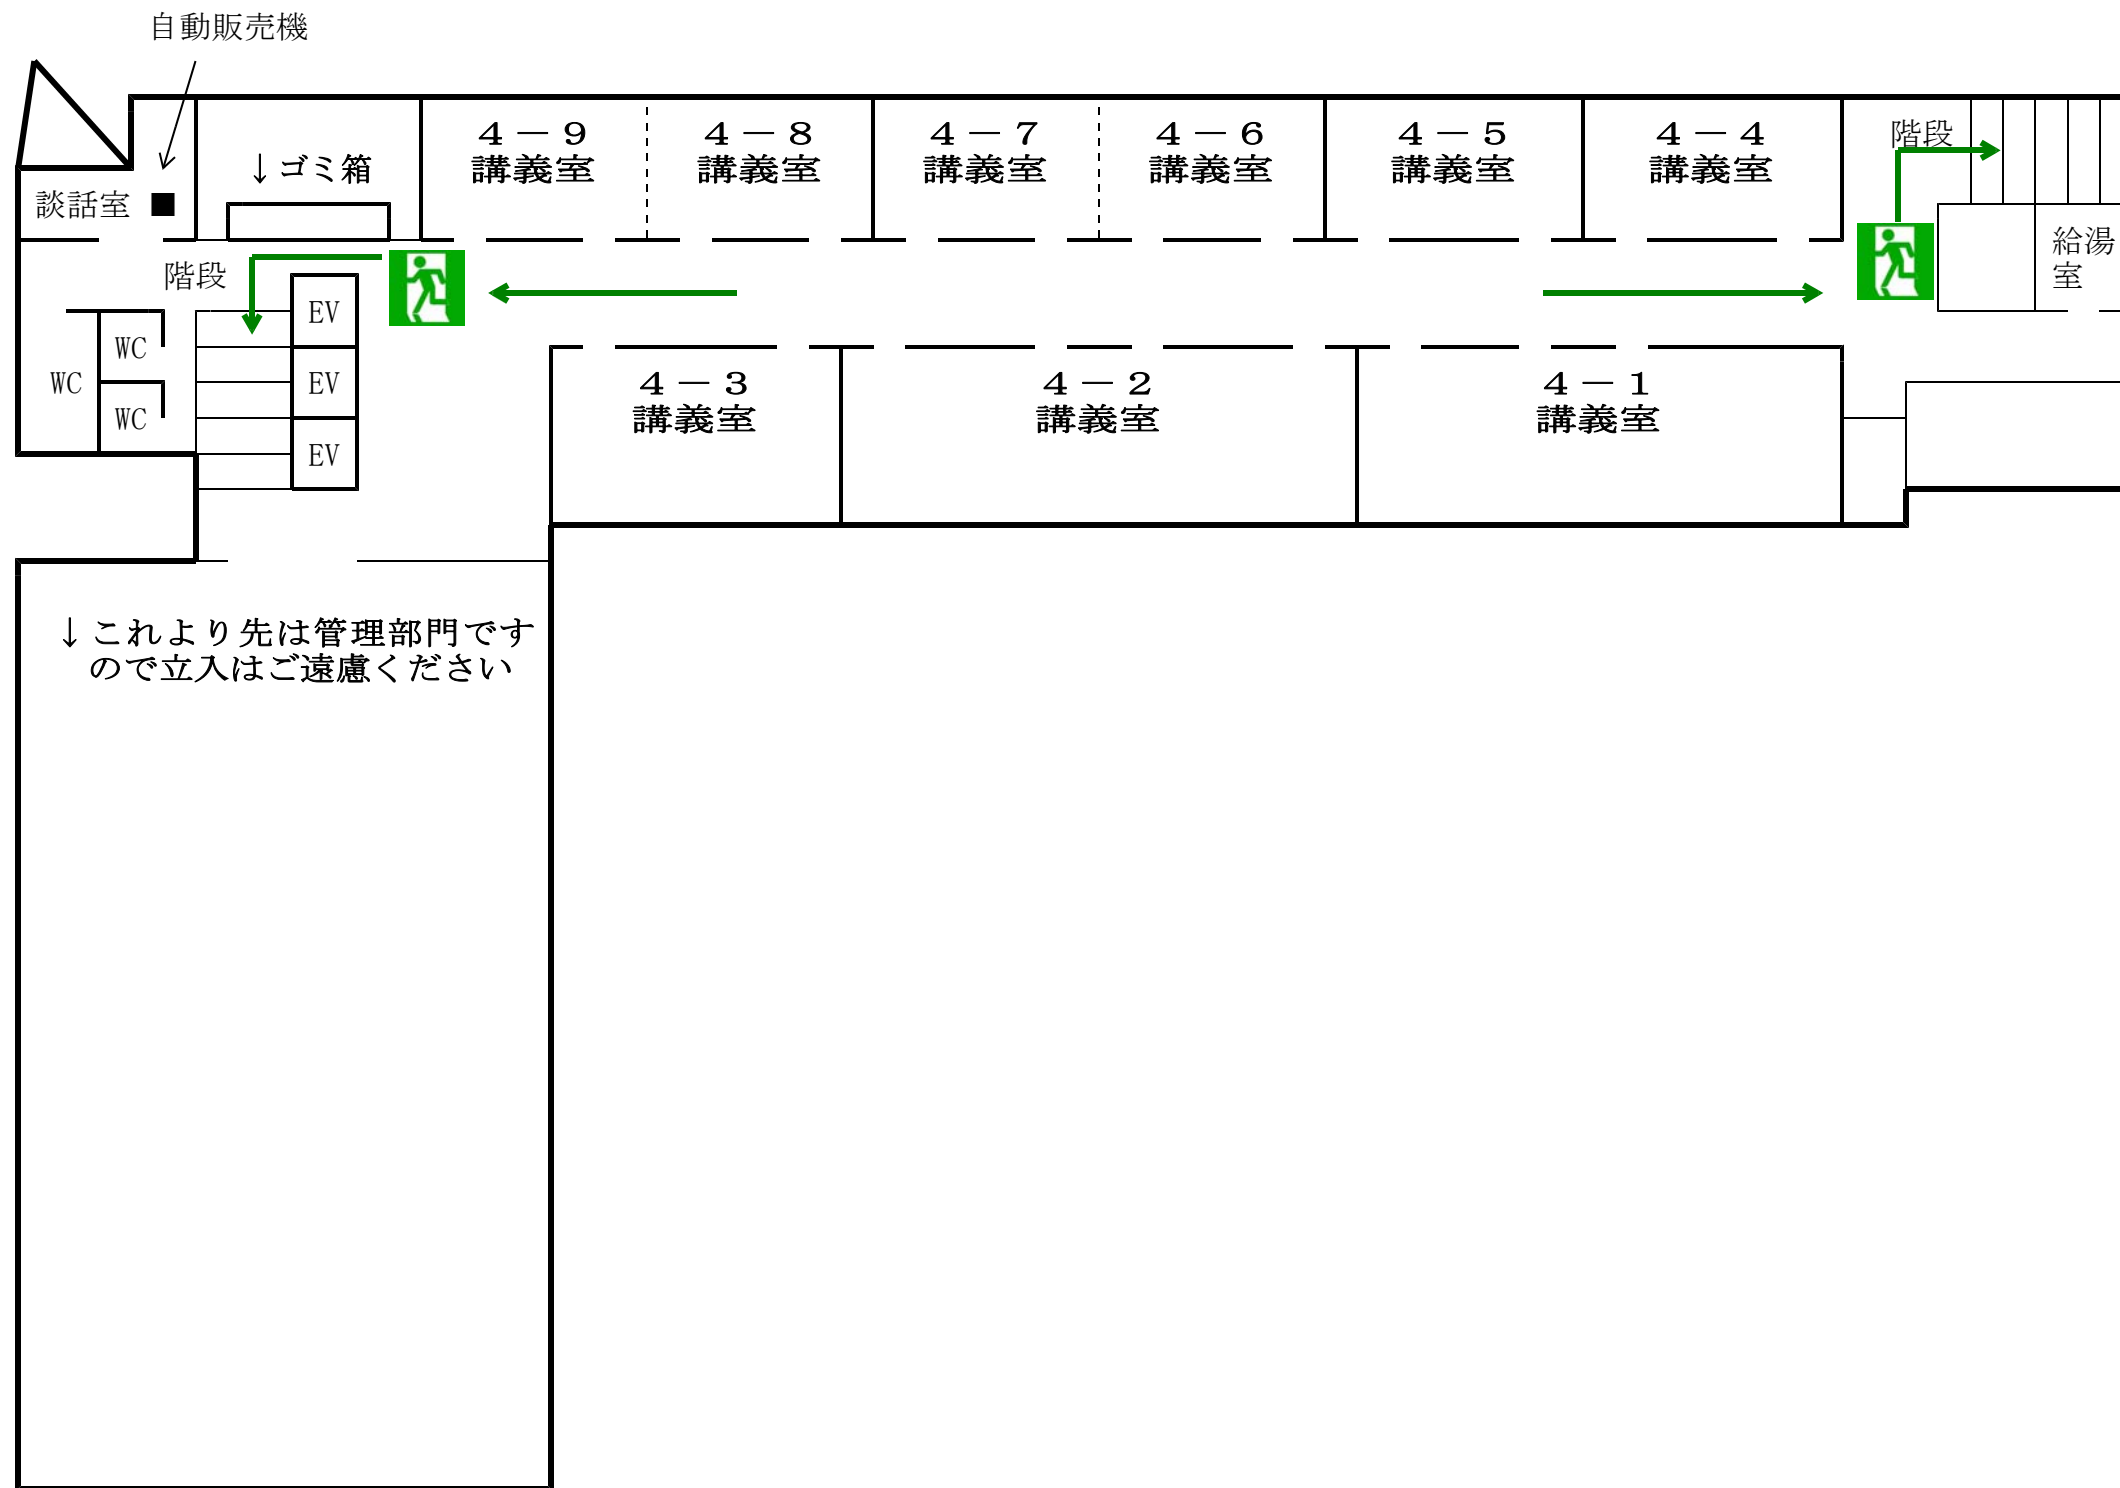 自動販売機
４－９
講義室
４－８
講義室
４－７
講義室
４－６
講義室
４－５
講義室
４－４
講義室
階段
↓ゴミ箱
談話室 ■
給湯
室
階段
EV
WC
WC
WC
EV
EV
４－３
講義室
４－２
講義室
４－１
講義室
↓これより先は管理部門です
ので立入はご遠慮ください